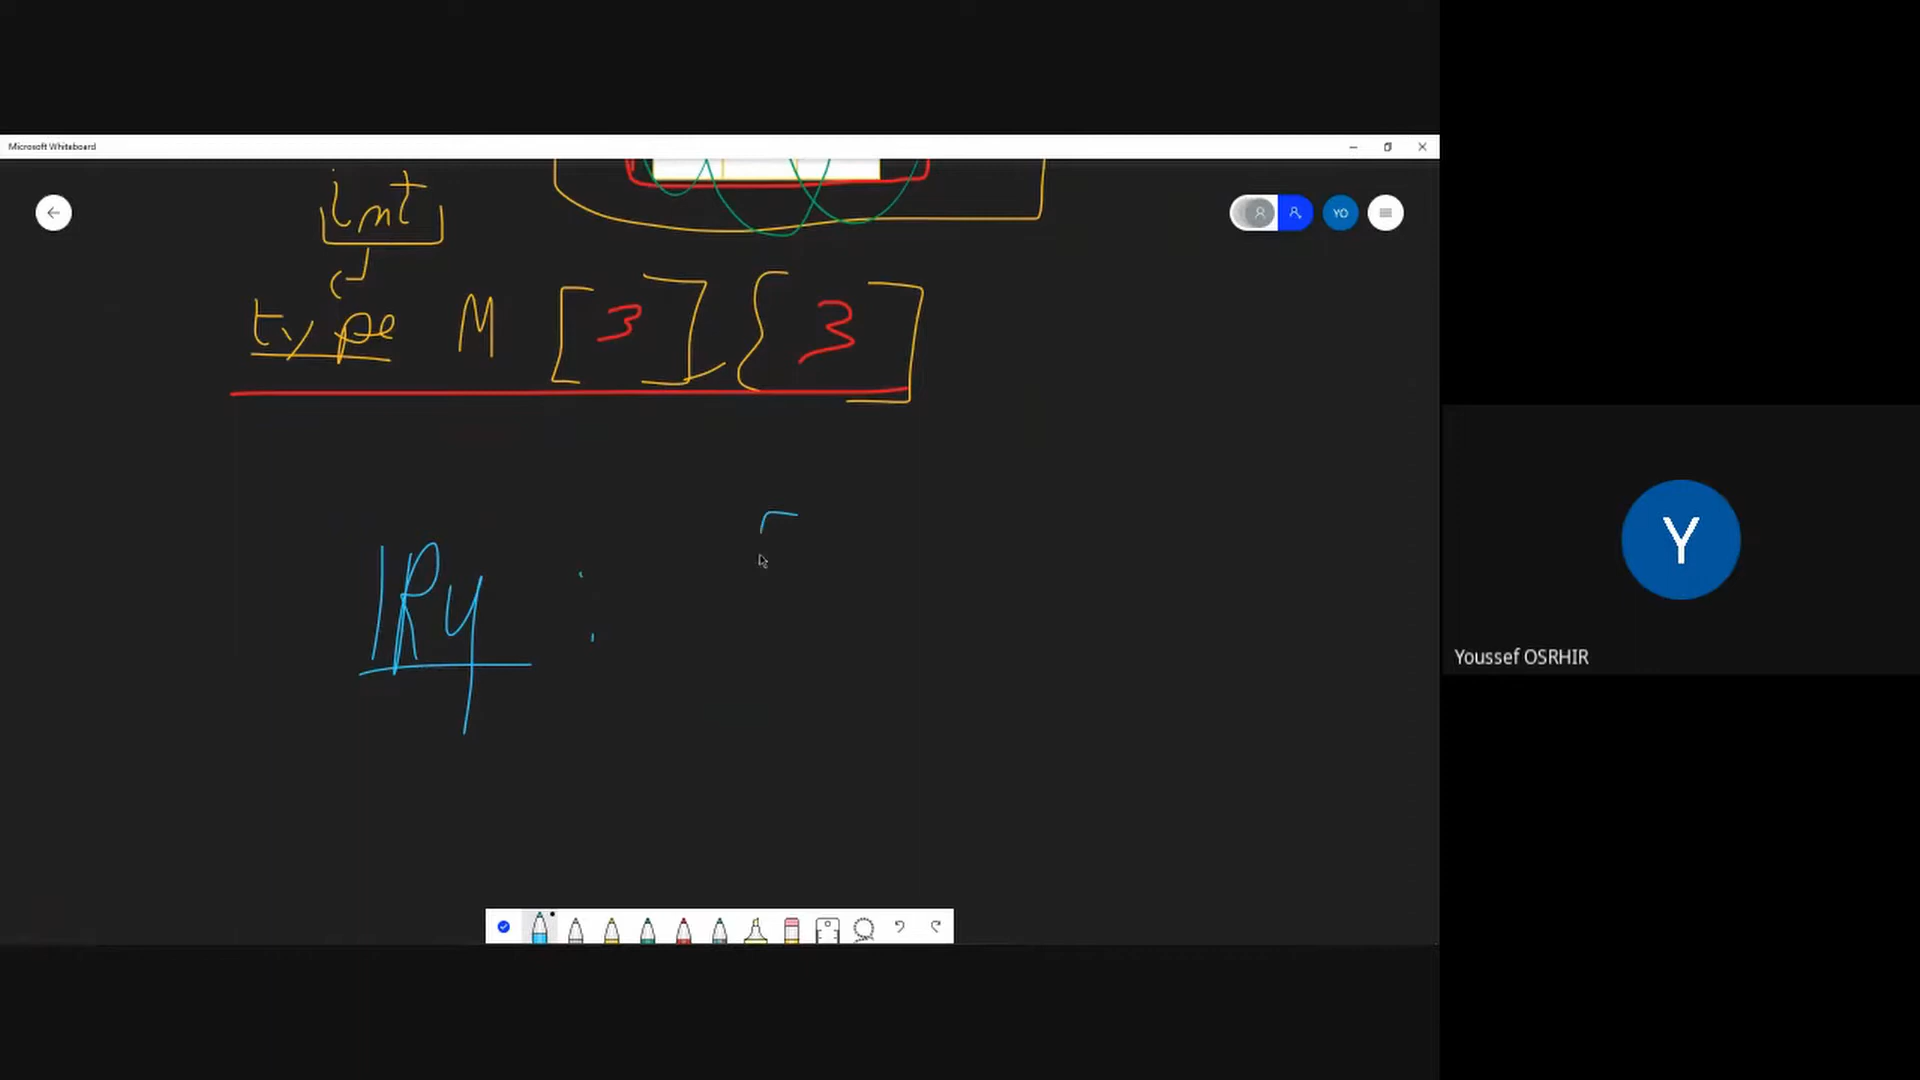 Microsoft Whiteboard
int
YO
type M [3] [3]
IRy :
Y
Youssef OSRHIR